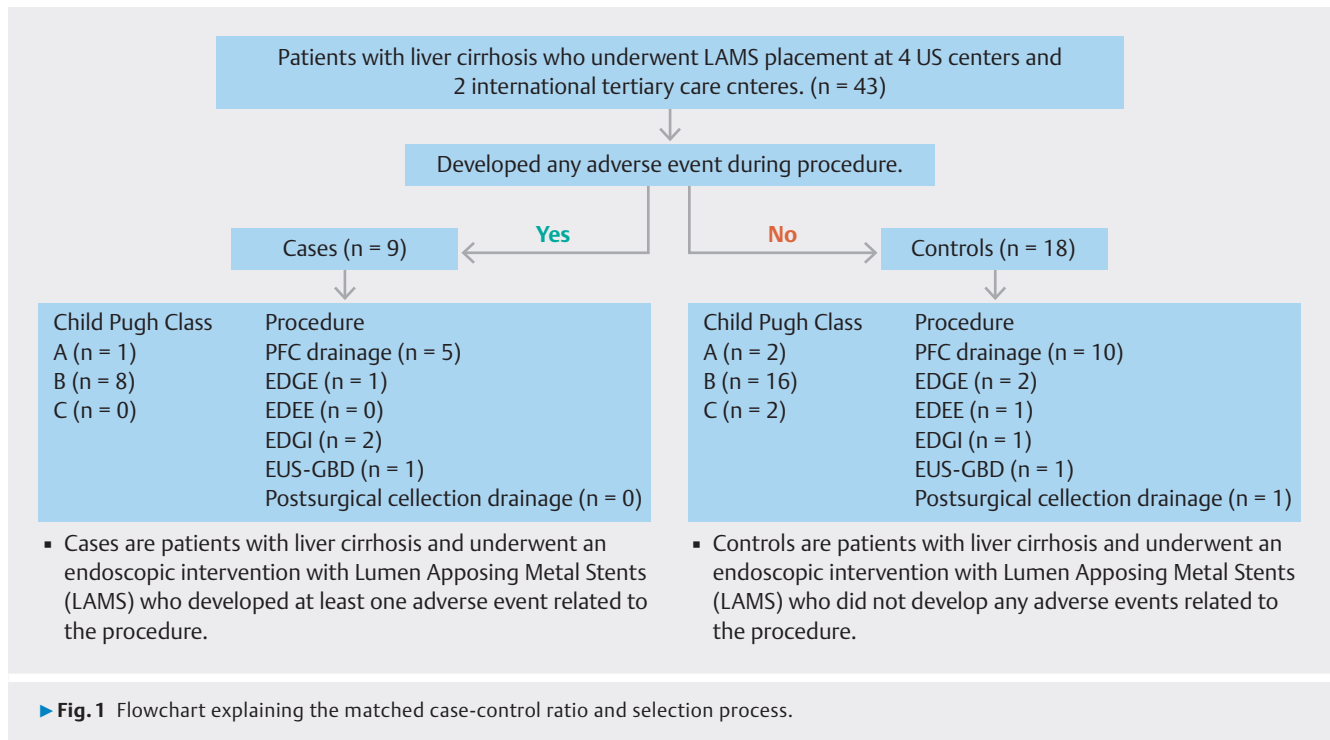 Patients with liver cirrhosis who underwent LAMS placement at 4 US centers and
2 international tertiary care cnteres. (n = 43)
Developed any adverse event during procedure.
Yes
No
Cases (n = 9)
Controls (n = 18)
Child Pugh Class
A (n = 1)
B (n = 8)
C (n = 0)
Procedure
PFC drainage (n = 5)
EDGE (n = 1)
EDEE (n = 0)
EDGI (n = 2)
EUS-GBD (n = 1)
Postsurgical cellection drainage (n = 0)
Child Pugh Class
A (n = 2)
B (n = 16)
C (n = 2)
Procedure
PFC drainage (n = 10)
EDGE (n = 2)
EDEE (n = 1)
EDGI (n = 1)
EUS-GBD (n = 1)
Postsurgical cellection drainage (n = 1)
▪ Cases are patients with liver cirrhosis and underwent an
endoscopic intervention with Lumen Apposing Metal Stents
(LAMS) who developed at least one adverse event related to
the procedure.
▪ Controls are patients with liver cirrhosis and underwent an
endoscopic intervention with Lumen Apposing Metal Stents
(LAMS) who did not develop any adverse events related to
the procedure.
▶ Fig. 1 Flowchart explaining the matched case-control ratio and selection process.